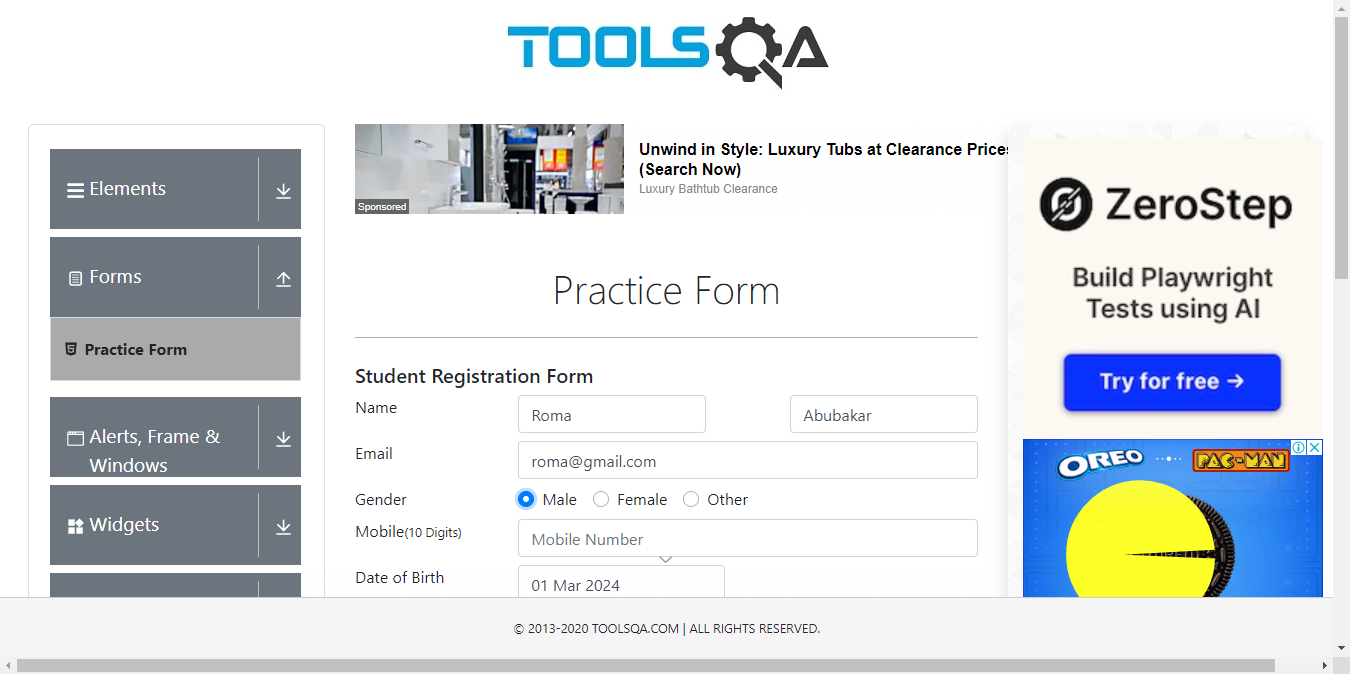 TOOLSQA
Elements
Forms
Practice Form
Alerts, Frame &
Windows
Widgets
Sponsored
Unwind in Style: Luxury Tubs at Clearance Prices
(Search Now)
Luxury Bathtub Clearance
Practice Form
Student Registration Form
Name
Roma
Abubakar
Email
roma@gmail.com
Gender
Male
Female
Other
Mobile(10 Digits)
Mobile Number
Date of Birth
01 Mar 2024
ZeroStep
Build Playwright
Tests using AI
Try for free →
OREO
PAC-MAN
© 2013-2020 TOOLSQA.COM | ALL RIGHTS RESERVED.